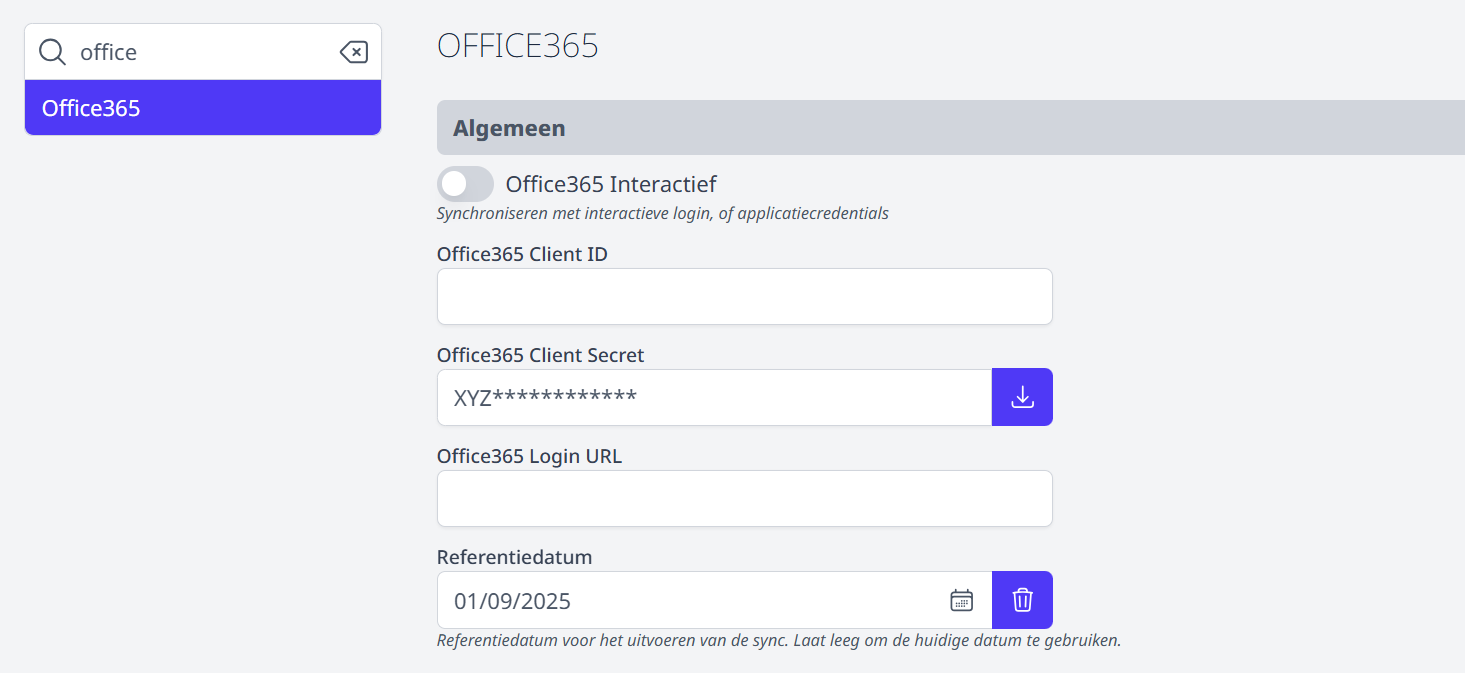 office
Office365
OFFICE365
Algemeen
Office365 Interactief
Synchroniseren met interactieve login, of applicatiecredentials
Office365 Client ID
Office365 Client Secret
XYZ************
Office365 Login URL
Referentiedatum
01/09/2025
Referentiedatum voor het uitvoeren van de sync. Laat leeg om de huidige datum te gebruiken.